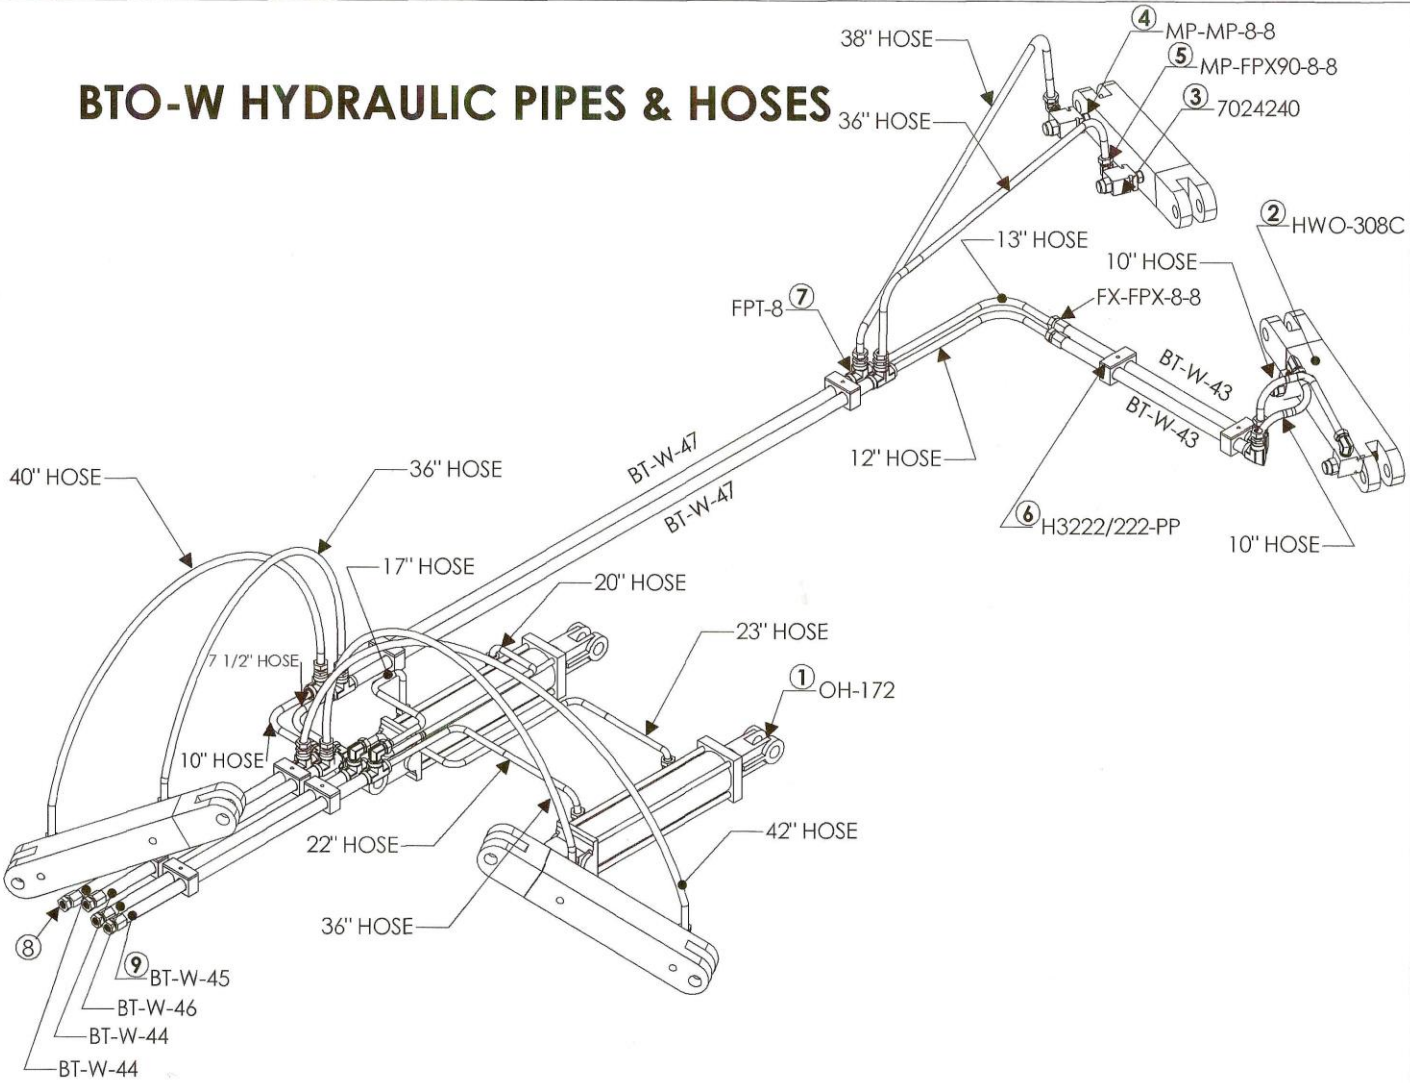 ④ MP-MP-8-8
38" HOSE
⑤ MP-FPX90-8-8
BTO-W HYDRAULIC PIPES & HOSES
③ 7024240
36" HOSE
② HWO-308C
13" HOSE
10" HOSE
FX-FPX-8-8
FPT-8 ⑦
BT-W-43
BT-W-43
12" HOSE
BT-W-47
BT-W-47
⑥ H3222/222-PP
10" HOSE
40" HOSE
36" HOSE
17" HOSE
20" HOSE
23" HOSE
7 1/2" HOSE
① OH-172
10" HOSE
22" HOSE
42" HOSE
36" HOSE
⑧
⑨ BT-W-45
BT-W-46
BT-W-44
BT-W-44